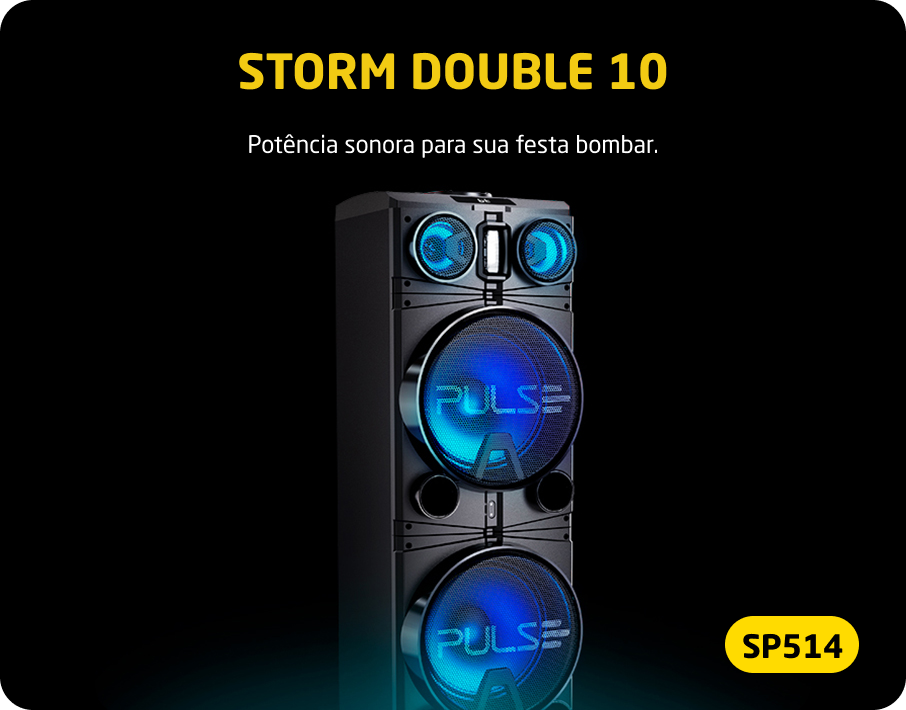 STORM DOUBLE 10
Potência sonora para sua festa bombar.
PULSE
PULSE
SP514